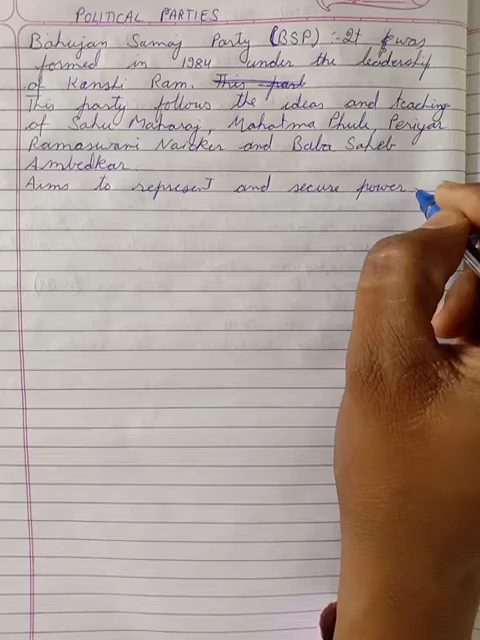 POLITICAL PARTIES
Bahujan Samaj Party (BSP) :- It was
formed in 1984 under the leadership
of Kanshi Ram. This part
This party follows the ideas and teaching
of Sahu Maharaj, Mahatma Phule, Periyar
Ramaswami Naicker and Baba Saheb
Ambedkar.
Aims to represent and secure power